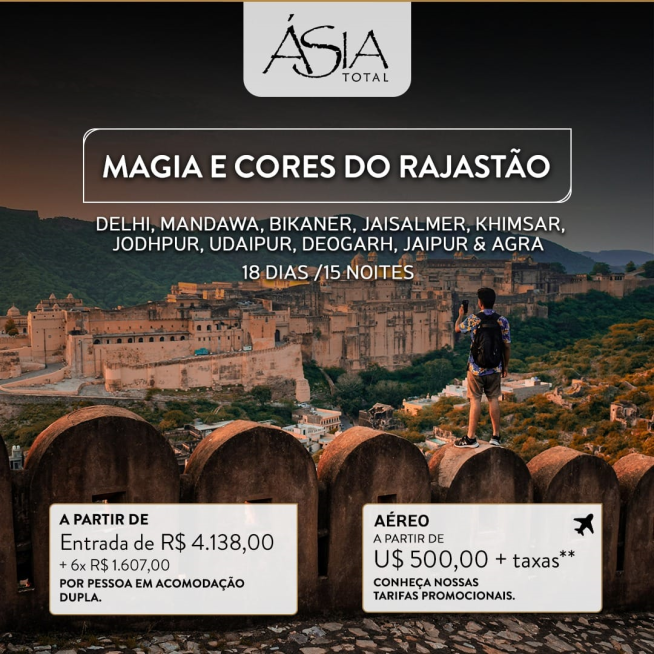 ÁSIA
TOTAL
MAGIA E CORES DO RAJASTÃO
DELHI, MANDAWA, BIKANER, JAISALMER, KHIMSAR,
JODHPUR, UDAIPUR, DEOGARH, JAIPUR & AGRA
18 DIAS /15 NOITES
A PARTIR DE
Entrada de R$ 4.138,00
+ 6x R$ 1.607,00
POR PESSOA EM ACOMODAÇÃO
DUPLA.
AÉREO
A PARTIR DE
U$ 500,00 + taxas**
CONHEÇA NOSSAS
TARIFAS PROMOCIONAIS.